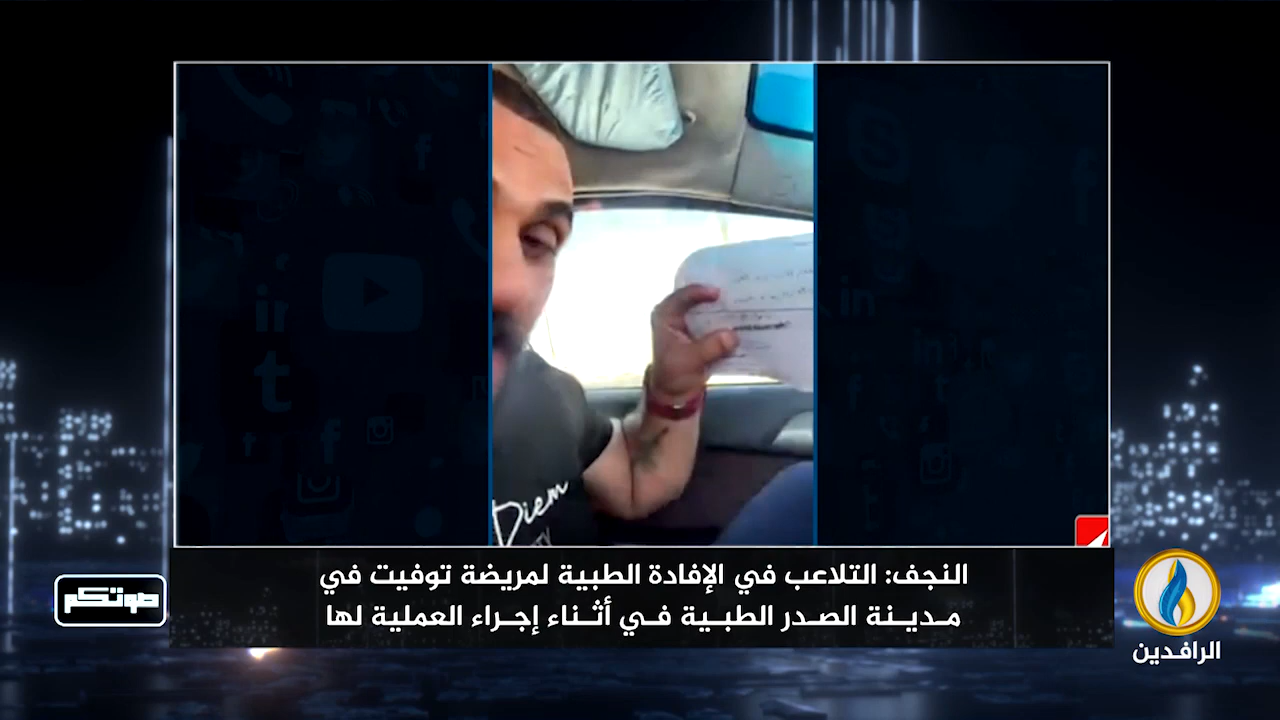 Diem
النجف: التلاعب في الإفادة الطبية لمريضة توفيت في
مدينة الصدر الطبية في أثناء إجراء العملية لها
صوتكم
الرافدين